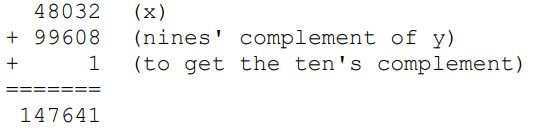 48032  (x)
+ 99608  (nines' complement of y)
+     1  (to get the ten's complement)
=======
 147641